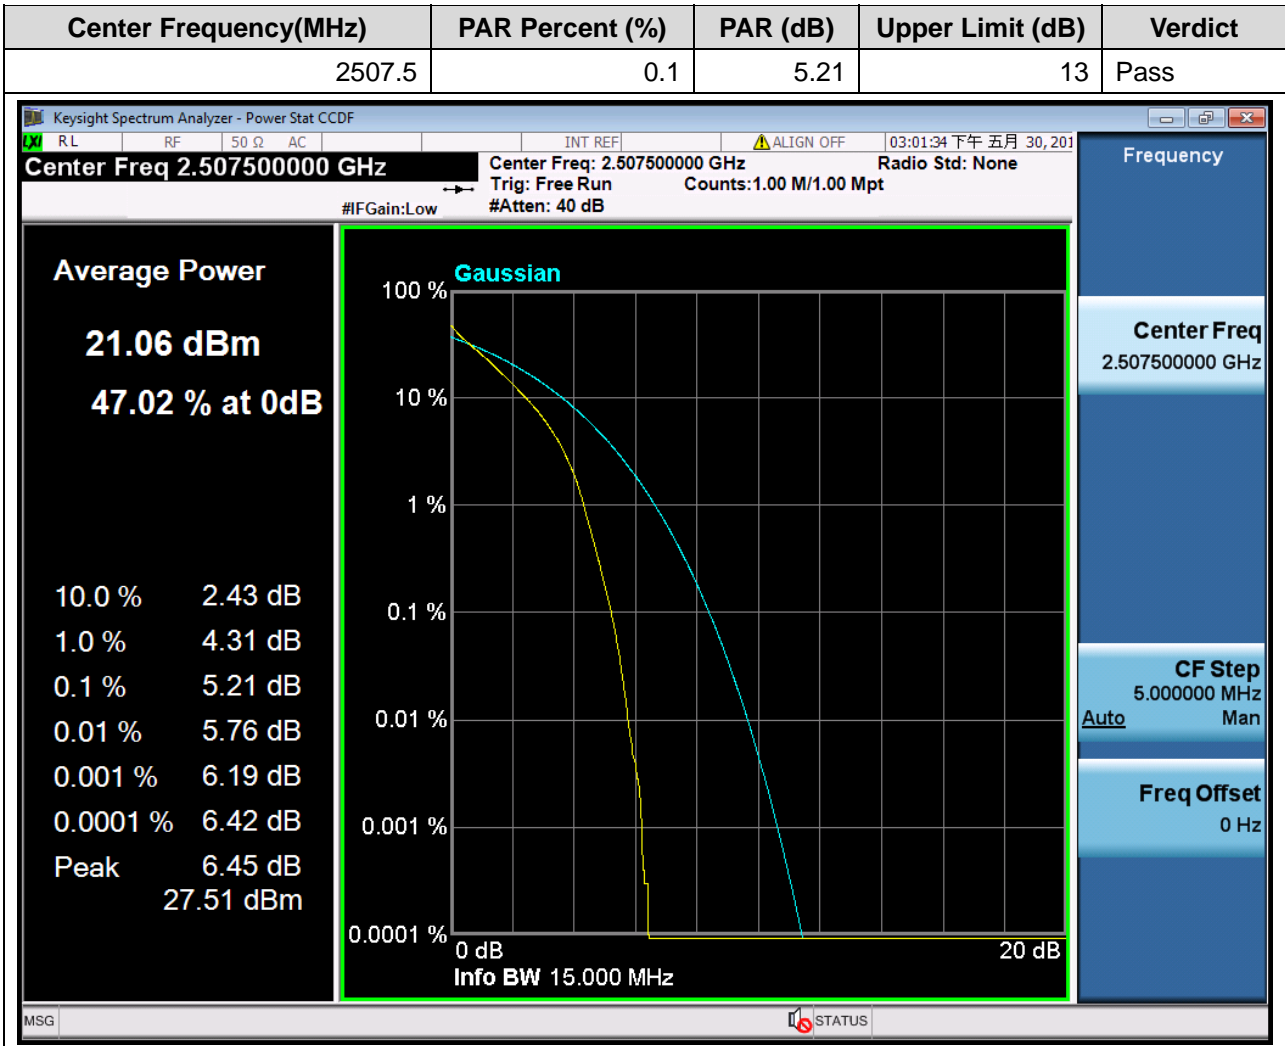 Center Frequency(MHz) PAR Percent (%) PAR (dB) Upper Limit (dB) Verdict
2507.5 0.1 5.21 13 Pass
Keysight Spectrum Analyzer - Power Stat CCDF
LXI RL RF 50 Ω AC INT REF ALIGN OFF 03:01:34 下午 五月 30, 201
Center Freq 2.507500000 GHz
Center Freq: 2.507500000 GHz Radio Std: None
Trig: Free Run Counts:1.00 M/1.00 Mpt
#IFGain:Low #Atten: 40 dB
Frequency
Average Power
21.06 dBm
47.02 % at 0dB
10.0 % 2.43 dB
1.0 % 4.31 dB
0.1 % 5.21 dB
0.01 % 5.76 dB
0.001 % 6.19 dB
0.0001 % 6.42 dB
Peak 6.45 dB
27.51 dBm
Gaussian
100 %
10 %
1 %
0.1 %
0.01 %
0.001 %
0.0001 %
0 dB 20 dB
Info BW 15.000 MHz
Center Freq
2.507500000 GHz
CF Step
5.000000 MHz
Auto Man
Freq Offset
0 Hz
MSG STATUS